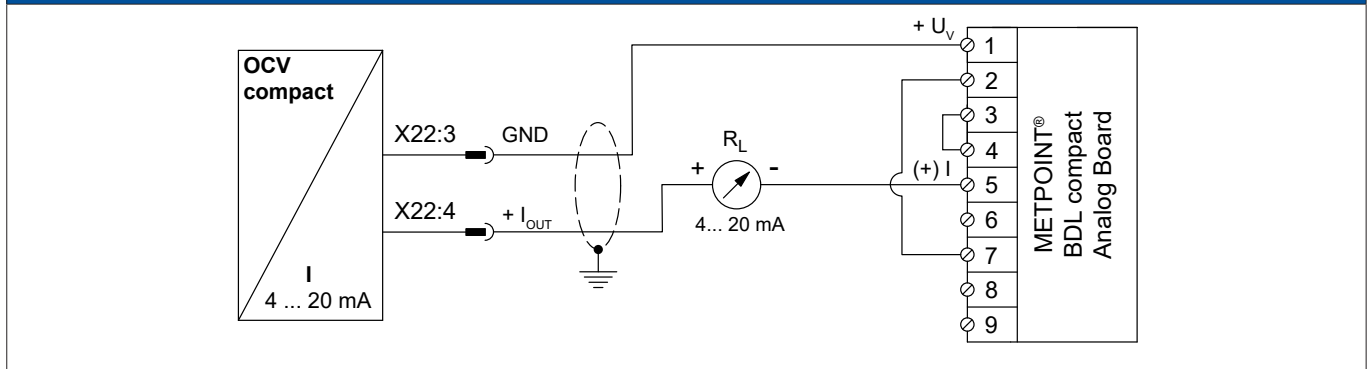 OCV
compact
I
4 ... 20 mA
X22:3
GND
X22:4
+ I_OUT
R_L
+
-
4... 20 mA
+ U_V
(+) I
1
2
3
4
5
6
7
8
9
METPOINT®
BDL compact
Analog Board